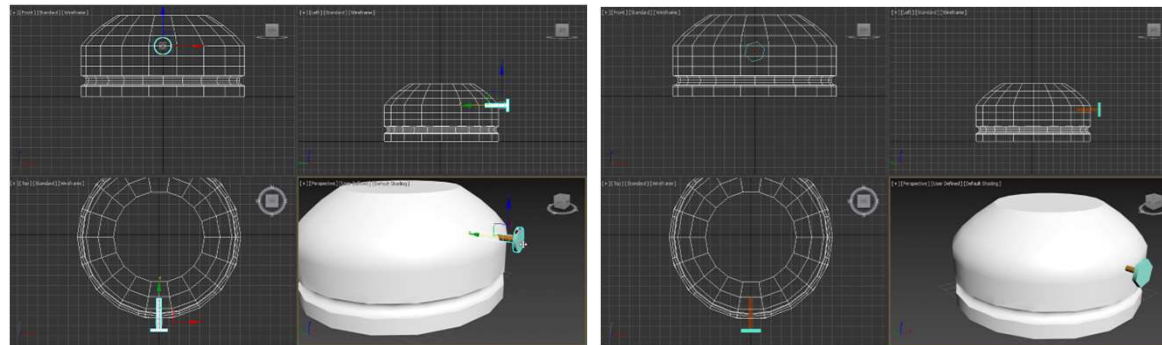 [+] [Front] [Standard] [Wireframe]
[+] [Left] [Standard] [Wireframe]
[+] [Top] [Standard] [Wireframe]
[+] [Perspective] [User Defined] [Default Shading]
[+] [Front] [Standard] [Wireframe]
[+] [Left] [Standard] [Wireframe]
[+] [Top] [Standard] [Wireframe]
[+] [Perspective] [User Defined] [Default Shading]